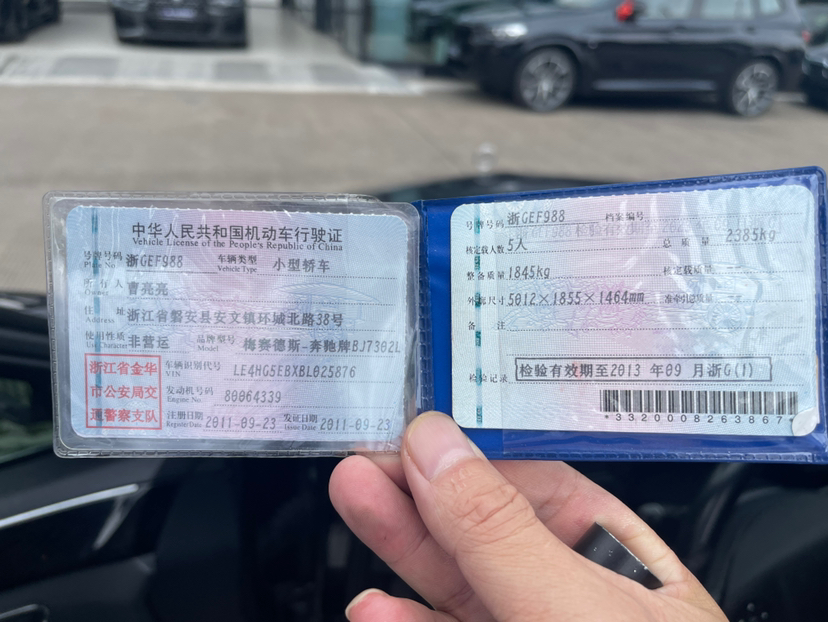 中华人民共和国机动车行驶证
Vehicle License of the People's Republic of China
号牌号码 浙GEF988 车辆类型 小型轿车
Plate No. Vehicle Type
所有人 曹亮亮
Owner
住址 浙江省磐安县安文镇环城北路38号
Address
使用性质 非营运 品牌型号 梅赛德斯-奔驰牌BJ7302L
Use Character Model
浙江省金华
市公安局交
通警察支队
车辆识别代号 LE4HG5EBXBL025876
VIN
发动机号码 80064339
Engine No.
注册日期 2011-09-23 发证日期 2011-09-23
Register Date Issue Date
号牌号码 浙GEF988 档案编号
核定载人数 5人 总质量 2385kg
整备质量 1845kg 核定载质量 --
外廓尺寸 5012×1855×1464mm 准牵引总质量 --
备注
检验记录 检验有效期至2013年09月浙G(1)
*3320008263867